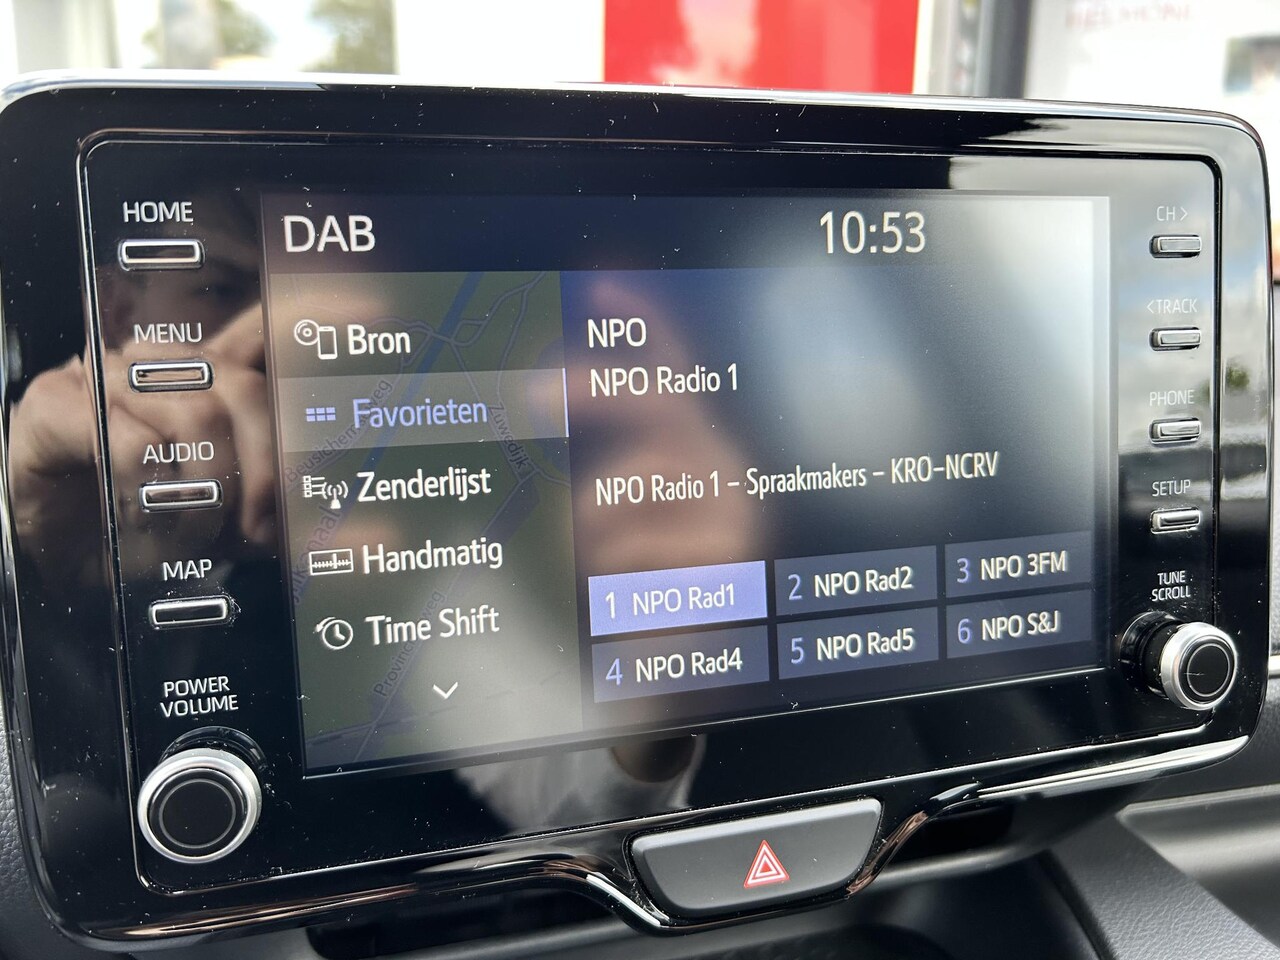 HOME
MENU
AUDIO
MAP
POWER
VOLUME
DAB
10:53
Bron
Favorieten
Zenderlijst
Handmatig
Time Shift
Zuwedijk
NPO
NPO Radio 1
NPO Radio 1 – Spraakmakers – KRO-NCRV
1 NPO Rad1
2 NPO Rad2
3 NPO 3FM
4 NPO Rad4
5 NPO Rad5
6 NPO S&J
CH >
< TRACK
PHONE
SETUP
TUNE
SCROLL